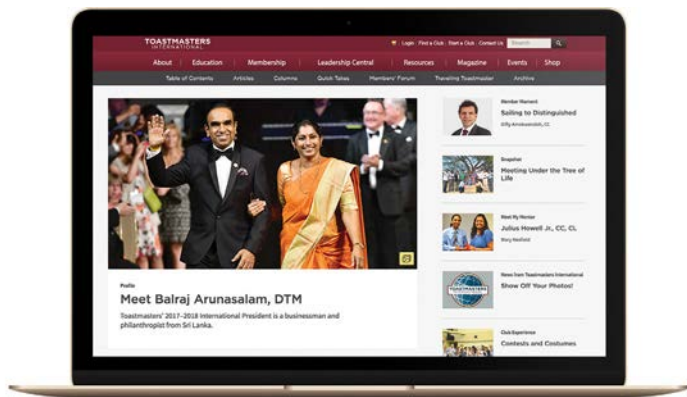 TOASTMASTERS
INTERNATIONAL
Login Find a Club Start a Club Contact Us Search
About Education Membership Leadership Central Resources Magazine Events Shop
Table of Contents Articles Columns Quick Takes Members' Forum Traveling Toastmaster Archive
Profile
Meet Balraj Arunasalam, DTM
Toastmasters' 2017–2018 International President is a businessman and
philanthropist from Sri Lanka.
Member Moment
Sailing to Distinguished
Snapshot
Meeting Under the Tree of
Life
Meet My Mentor
Julius Howell Jr., CC, CL
Mary Nesfield
News from Toastmasters International
Show Off Your Photos!
TOASTMASTERS
Club Experience
Contests and Costumes